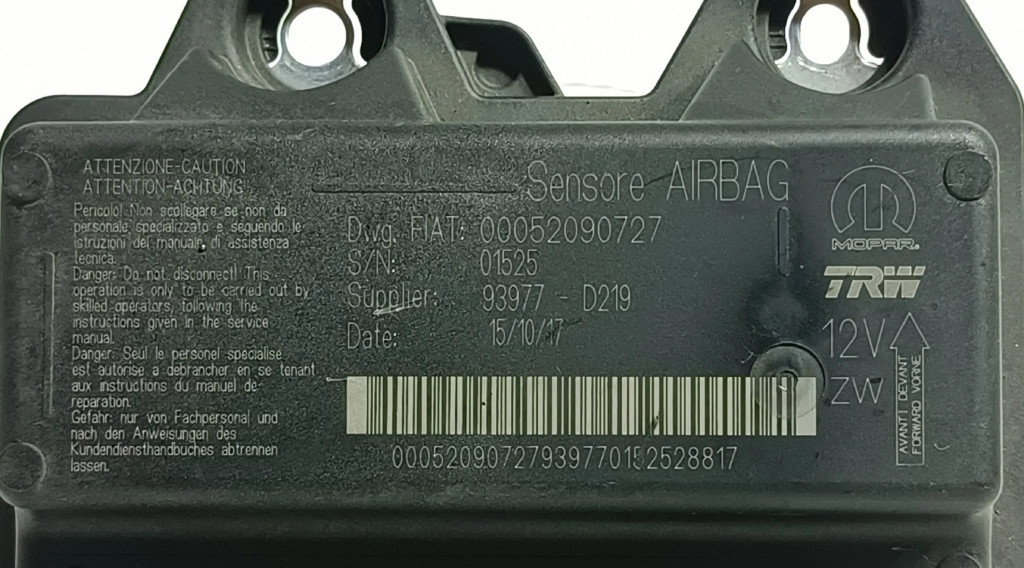 ATTENZIONE-CAUTION
ATTENTION-ACHTUNG
Pericolo! Non scollegare se non da
personale specializzato e seguendo le
istruzioni del manuale di assistenza
tecnica.
Danger: Do not disconnect! This
operation is only to be carried out by
skilled operators, following the
instructions given in the service
manual.
Danger: Seul le personel specialise
est autorise a debrancher en se tenant
aux instructions du manuel de
reparation.
Gefahr: nur von Fachpersonal und
nach den Anweisungen des
Kundendiensthandbuches abtrennen
lassen.
Sensore AIRBAG
Dwg. FIAT: 00052090727
S/N: 01525
Supplier: 93977 - D219
Date: 15/10/17
00052090727939770152528817
MOPAR
TRW
12V
ZW
AVANTI DEVANT
FORWARD VORNE